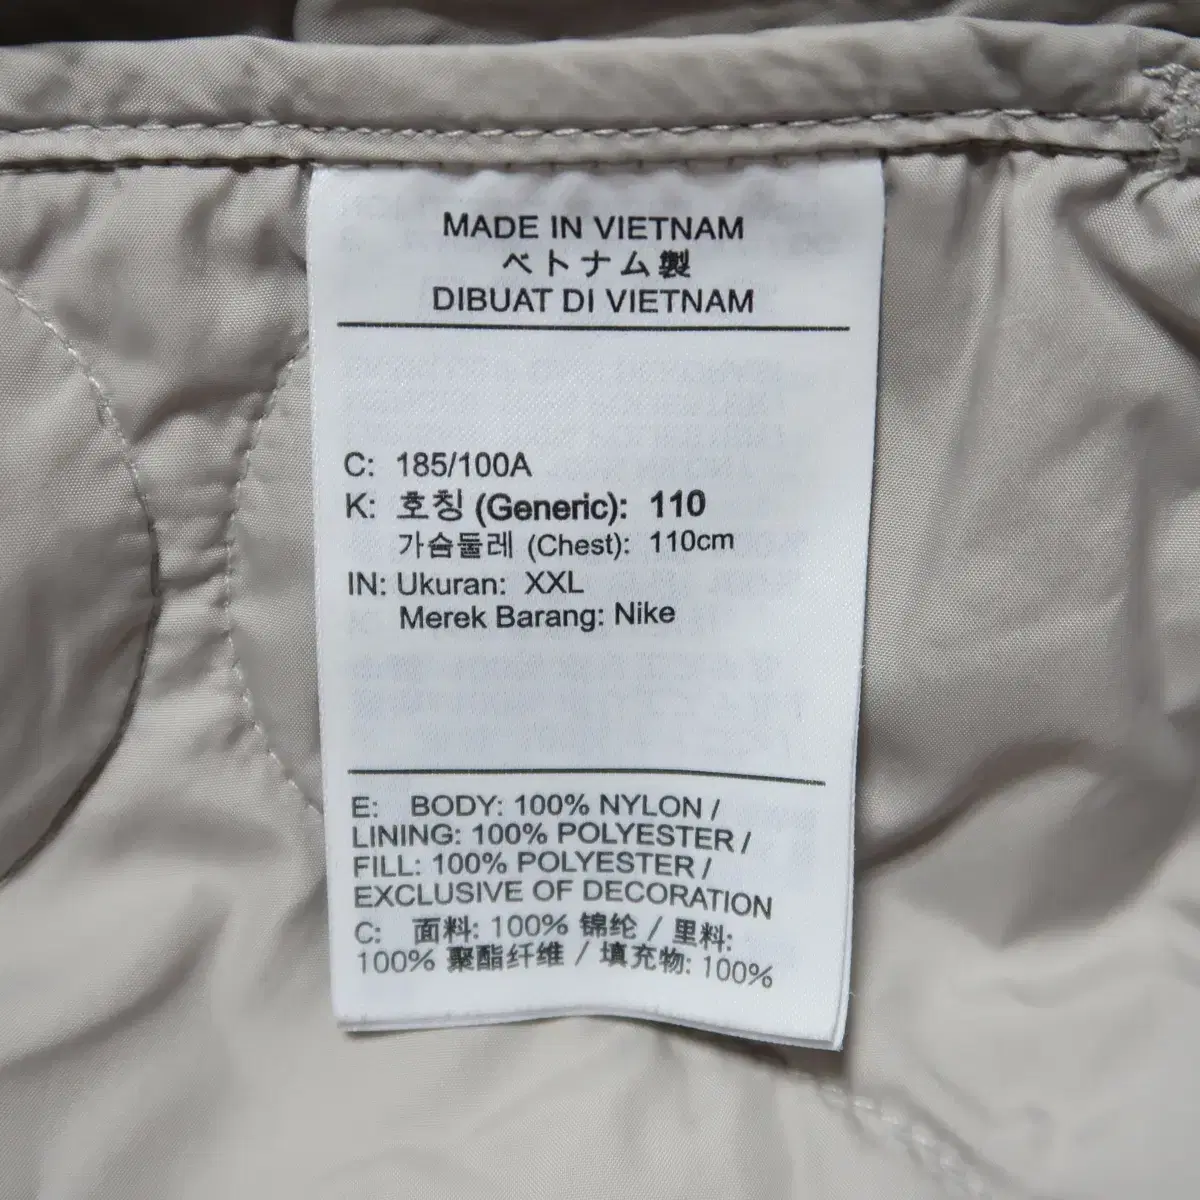 MADE IN VIETNAM
ベトナム製
DIBUAT DI VIETNAM
C: 185/100A
K: 호칭 (Generic): 110
가슴둘레 (Chest): 110cm
IN: Ukuran: XXL
Merek Barang: Nike
E: BODY: 100% NYLON /
LINING: 100% POLYESTER /
FILL: 100% POLYESTER /
EXCLUSIVE OF DECORATION
C: 面料: 100% 锦纶 / 里料:
100% 聚酯纤维 / 填充物: 100%